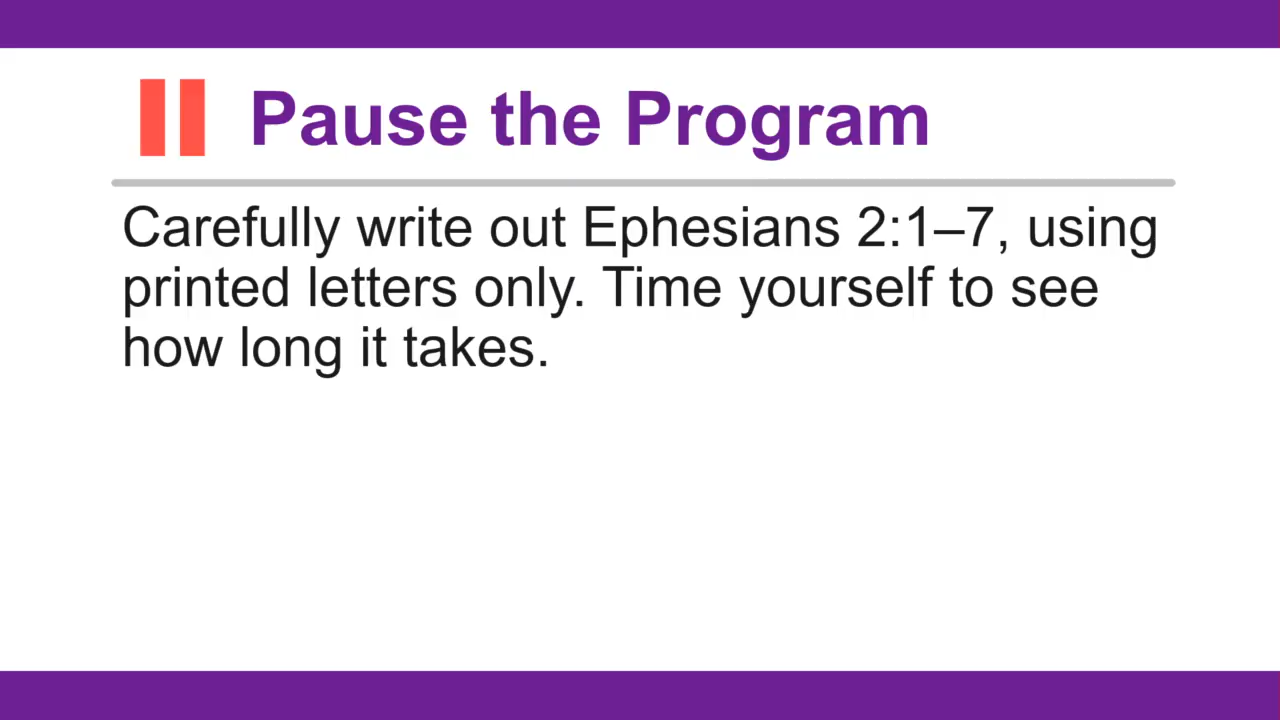 Pause the Program
Carefully write out Ephesians 2:1–7, using
printed letters only. Time yourself to see
how long it takes.